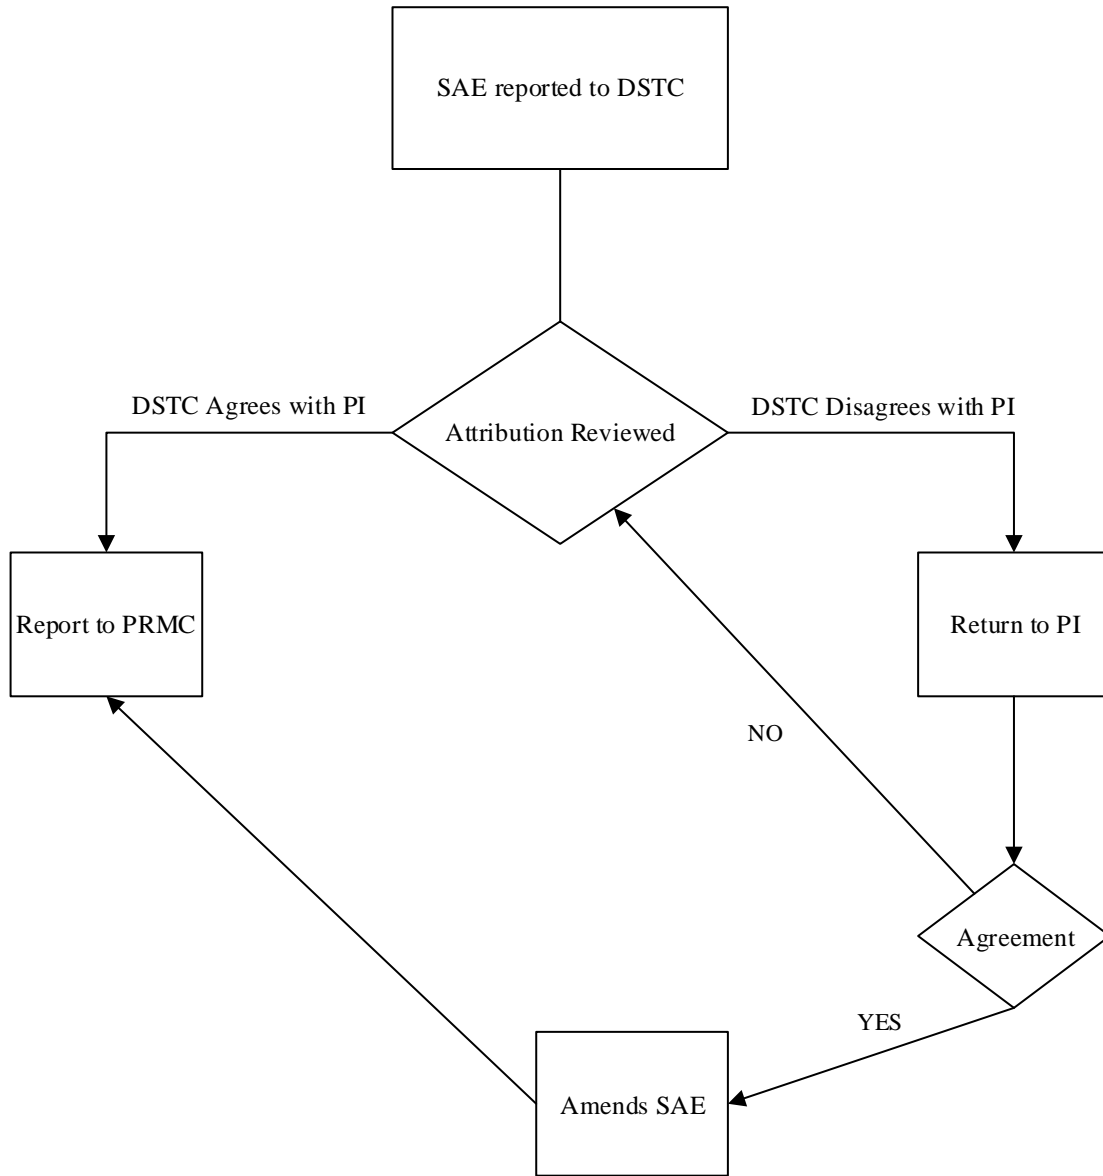 SAE reported to DSTC
DSTC Agrees with PI
DSTC Disagrees with PI
Attribution Reviewed
Report to PRMC
Return to PI
NO
Agreement
YES
Amends SAE